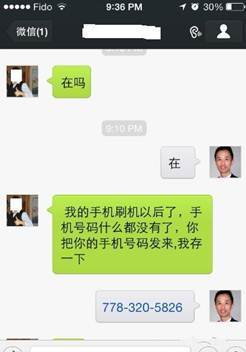 Fido 9:36 PM 30%
微信(1)
在吗
9:10 PM
在
我的手机刷机以后了，手
机号码什么都没有了，你
把你的手机号码发来,我存
一下
778-320-5826